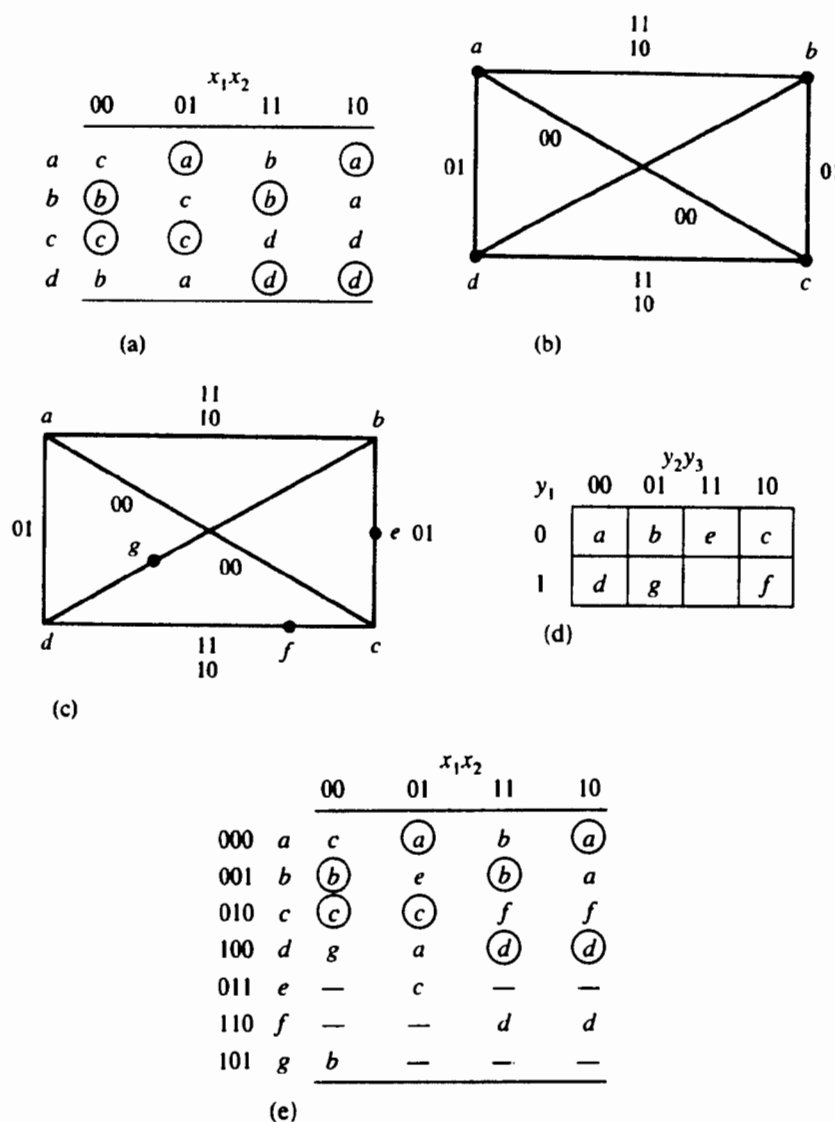 x₁x₂
00 01 11 10
a c a b a
b b c b a
c c c d d
d b a d d
(a)
11
10
a b
00
01 01
00
d c
11
10
(b)
11
10
a b
00
01 e 01
g
00
d f c
11
10
(c)
y₂y₃
y₁ 00 01 11 10
0 a b e c
1 d g f
(d)
x₁x₂
00 01 11 10
000 a c a b a
001 b b e b a
010 c c c f f
100 d g a d d
011 e — c — —
110 f — — d d
101 g b — — —
(e)